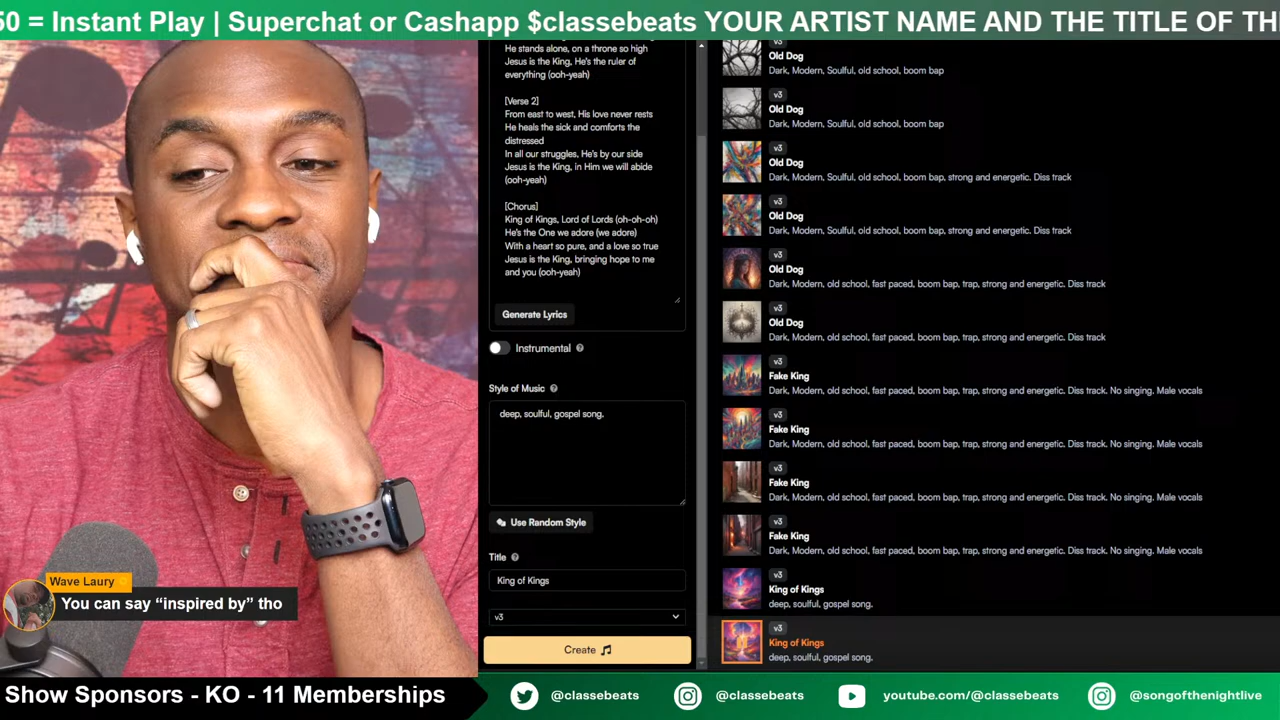 50 = Instant Play | Superchat or Cashapp $classebeats YOUR ARTIST NAME AND THE TITLE OF TH
He stands alone, on a throne so high
Jesus is the King, He's the ruler of
everything (ooh-yeah)
[Verse 2]
From east to west, His love never rests
He heals the sick and comforts the
distressed
In all our struggles, He's by our side
Jesus is the King, in Him we will abide
(ooh-yeah)
[Chorus]
King of Kings, Lord of Lords (oh-oh-oh)
He's the One we adore (we adore)
With a heart so pure, and a love so true
Jesus is the King, bringing hope to me
and you (ooh-yeah)
Generate Lyrics
Instrumental
Style of Music
deep, soulful, gospel song.
Use Random Style
Title
King of Kings
v3
Create
v3
Old Dog
Dark, Modern, Soulful, old school, boom bap
v3
Old Dog
Dark, Modern, Soulful, old school, boom bap
v3
Old Dog
Dark, Modern, Soulful, old school, boom bap, strong and energetic. Diss track
v3
Old Dog
Dark, Modern, Soulful, old school, boom bap, strong and energetic. Diss track
v3
Old Dog
Dark, Modern, old school, fast paced, boom bap, trap, strong and energetic. Diss track
v3
Old Dog
Dark, Modern, old school, fast paced, boom bap, trap, strong and energetic. Diss track
v3
Fake King
Dark, Modern, old school, fast paced, boom bap, trap, strong and energetic. Diss track. No singing. Male vocals
v3
Fake King
Dark, Modern, old school, fast paced, boom bap, trap, strong and energetic. Diss track. No singing. Male vocals
v3
Fake King
Dark, Modern, old school, fast paced, boom bap, trap, strong and energetic. Diss track. No singing. Male vocals
v3
Fake King
Dark, Modern, old school, fast paced, boom bap, trap, strong and energetic. Diss track. No singing. Male vocals
v3
King of Kings
deep, soulful, gospel song.
v3
King of Kings
deep, soulful, gospel song.
Wave Laury
You can say “inspired by” tho
Show Sponsors - KO - 11 Memberships
@classebeats
@classebeats
youtube.com/@classebeats
@songofthenightlive